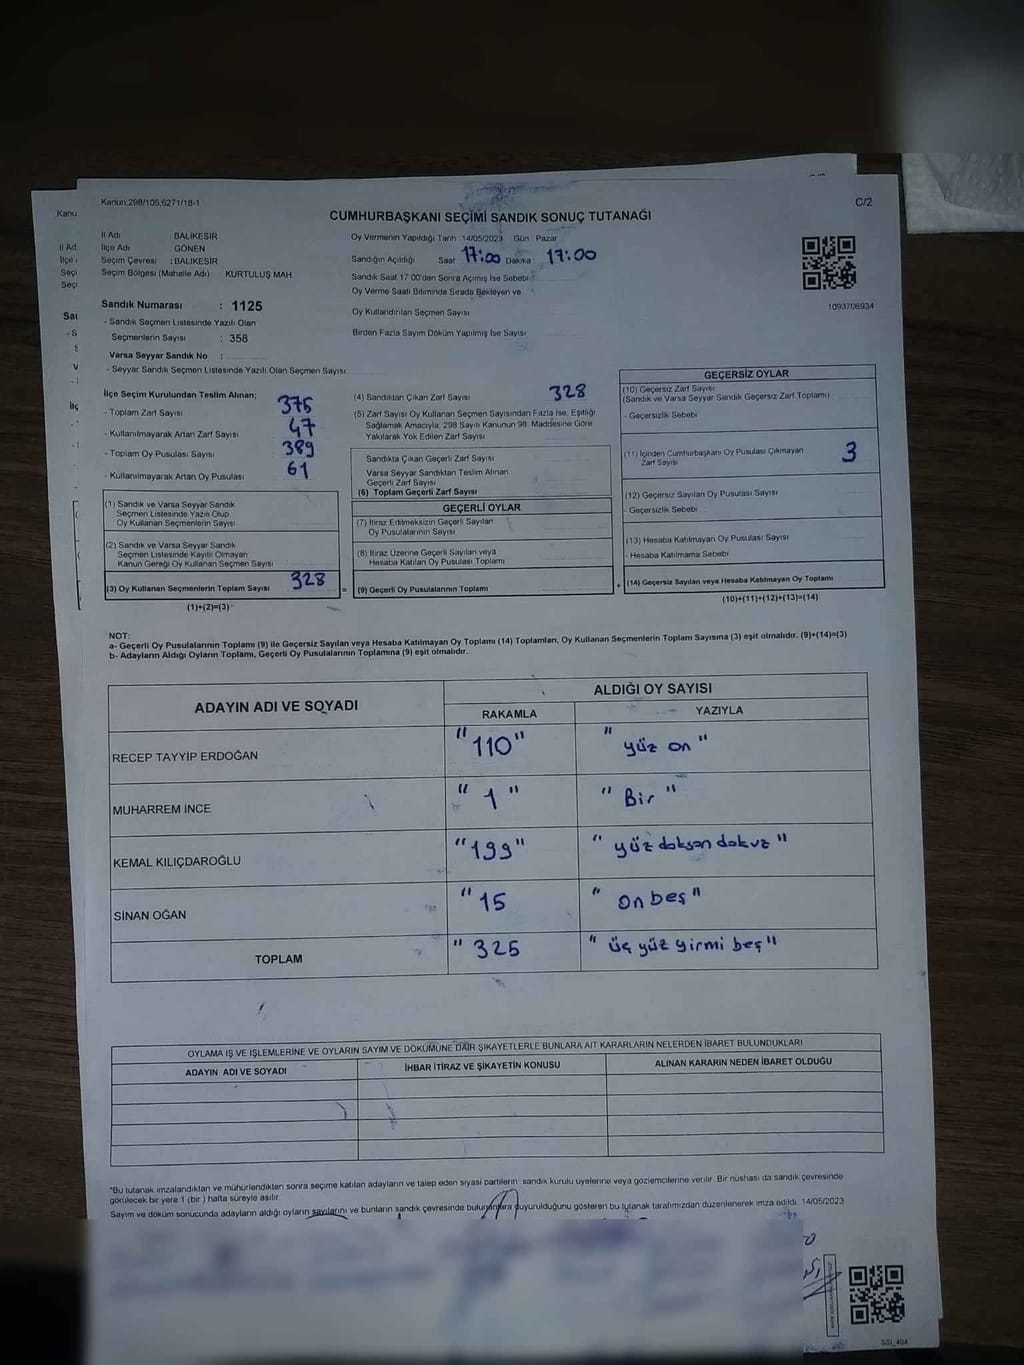 Kanun;298/105,6271/18-1
C/2
Kanu
CUMHURBAŞKANI SEÇİMİ SANDIK SONUÇ TUTANAĞI
İl Adı BALIKESİR
İlçe Adı GÖNEN
Seçim Çevresi : BALIKESİR
Seçim Bölgesi (Mahalle Adı) KURTULUŞ MAH.
İl Ad
İlçe
Seçi
Seçi
Oy Vermenin Yapıldığı Tarih 14/05/2023 Gün Pazar
Sandığın Açıldığı Saat 17:00 Dakika 17:00
Sandık Saat 17.00'den Sonra Açımış İse Sebebi
Oy Verme Saati Bitiminde Sırada Bekleyen ve
Oy Kullandırılan Seçmen Sayısı
Birden Fazla Sayım Döküm Yapılmış İse Sayısı
1093706934
Sandık Numarası : 1125
- Sandık Seçmen Listesinde Yazılı Olan
Seçmenlerin Sayısı : 358
Varsa Seyyar Sandık No :
- Seyyar Sandık Seçmen Listesinde Yazılı Olan Seçmen Sayısı
İlçe Seçim Kurulundan Teslim Alınan;
- Toplam Zarf Sayısı 375
- Kullanılmayarak Artan Zarf Sayısı 47
- Toplam Oy Pusulası Sayısı 389
- Kullanılmayarak Artan Oy Pusulası 61
(1) Sandık ve Varsa Seyyar Sandık
Seçmen Listesinde Yazılı Olup
Oy Kullanan Seçmenlerin Sayısı
(2) Sandık ve Varsa Seyyar Sandık
Seçmen Listesinde Kayıtlı Olmayan
Kanun Gereği Oy Kullanan Seçmen Sayısı
(3) Oy Kullanan Seçmenlerin Toplam Sayısı 328
(1)+(2)=(3)
(4) Sandıktan Çıkan Zarf Sayısı 328
(5) Zarf Sayısı Oy Kullanan Seçmen Sayısından Fazla İse, Eşitliği
Sağlamak Amacıyla; 298 Sayılı Kanunun 98. Maddesine Göre
Yakılarak Yok Edilen Zarf Sayısı
Sandıkta Çıkan Geçerli Zarf Sayısı
Varsa Seyyar Sandıktan Teslim Alınan
Geçerli Zarf Sayısı
(6) Toplam Geçerli Zarf Sayısı
GEÇERLİ OYLAR
(7) İtiraz Edilmeksizin Geçerli Sayılan
Oy Pusulalarının Sayısı
(8) İtiraz Üzerine Geçerli Sayılan veya
Hesaba Katılan Oy Pusulası Toplamı
= (9) Geçerli Oy Pusulalarının Toplamı
GEÇERSİZ OYLAR
(10) Geçersiz Zarf Sayısı
(Sandık ve Varsa Seyyar Sandık Geçersiz Zarf Toplamı)
- Geçersizlik Sebebi
(11) İçinden Cumhurbaşkanı Oy Pusulası Çıkmayan
Zarf Sayısı 3
(12) Geçersiz Sayılan Oy Pusulası Sayısı
- Geçersizlik Sebebi
(13) Hesaba Katılmayan Oy Pusulası Sayısı
- Hesaba Katılmama Sebebi
+ (14) Geçersiz Sayılan veya Hesaba Katılmayan Oy Toplamı
(10)+(11)+(12)+(13)=(14)
NOT:
a- Geçerli Oy Pusulalarının Toplamı (9) ile Geçersiz Sayılan veya Hesaba Katılmayan Oy Toplamı (14) Toplamları, Oy Kullanan Seçmenlerin Toplam Sayısına (3) eşit olmalıdır. (9)+(14)=(3)
b- Adayların Aldığı Oyların Toplamı, Geçerli Oy Pusulalarının Toplamına (9) eşit olmalıdır.
ADAYIN ADI VE SOYADI
ALDIĞI OY SAYISI
RAKAMLA YAZIYLA
RECEP TAYYİP ERDOĞAN "110" "yüz on"
MUHARREM İNCE "1" "Bir"
KEMAL KILIÇDAROĞLU "199" "yüz doksan dokuz"
SİNAN OĞAN "15 "on beş"
TOPLAM "325 "üç yüz yirmi beş"
OYLAMA İŞ VE İŞLEMLERİNE VE OYLARIN SAYIM VE DÖKÜMÜNE DAİR ŞİKAYETLERLE BUNLARA AİT KARARLARIN NELERDEN İBARET BULUNDUKLARI
ADAYIN ADI VE SOYADI İHBAR İTİRAZ VE ŞİKAYETİN KONUSU ALINAN KARARIN NEDEN İBARET OLDUĞU
*Bu tutanak imzalandıktan ve mühürlendikten sonra seçime katılan adayların ve talep eden siyasi partilerin sandık kurulu üyelerine veya gözlemcilerine verilir. Bir nüshası da sandık çevresinde
görülecek bir yere 1 (bir) hafta süreyle asılır.
Sayım ve döküm sonucunda adayların aldığı oyların sayılarını ve bunların sandık çevresinde bulunanlara duyurulduğunu gösteren bu tutanak tarafımızdan düzenlenerek imza edildi. 14/05/2023